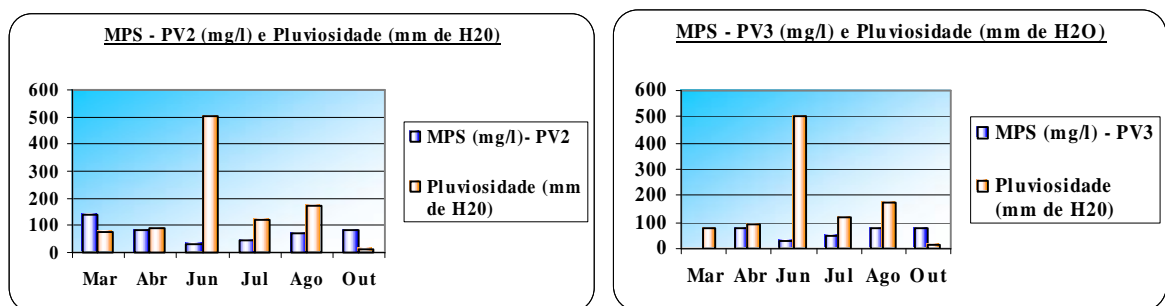 MPS - PV2 (mg/l) e Pluviosidade (mm de H20)
600
500
400
300
200
100
0
Mar Abr Jun Jul Ago Out
MPS (mg/l)- PV2
Pluviosidade (mm
de H20)
MPS - PV3 (mg/l) e Pluviosidade (mm de H2O)
600
500
400
300
200
100
0
Mar Abr Jun Jul Ago Out
MPS (mg/l) - PV3
Pluviosidade
(mm de H20)